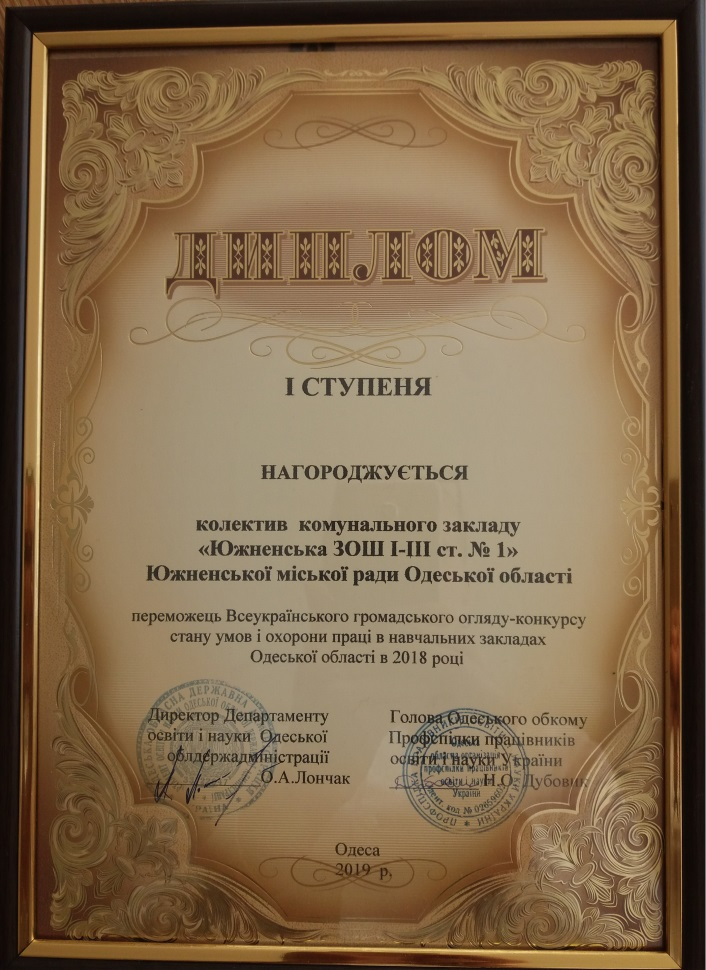 ДИПЛОМ
І СТУПЕНЯ
НАГОРОДЖУЄТЬСЯ
колектив комунального закладу
«Южненська ЗОШ І-ІІІ ст. № 1»
Южненської міської ради Одеської області
переможець Всеукраїнського громадського огляду-конкурсу
стану умов і охорони праці в навчальних закладах
Одеської області в 2018 році
Директор Департаменту
освіти і науки Одеської
облдержадміністрації
О.А.Лончак
Голова Одеського обкому
Профспілки працівників
освіти і науки України
Н.О. Дубовик
Одеса
2019 р,